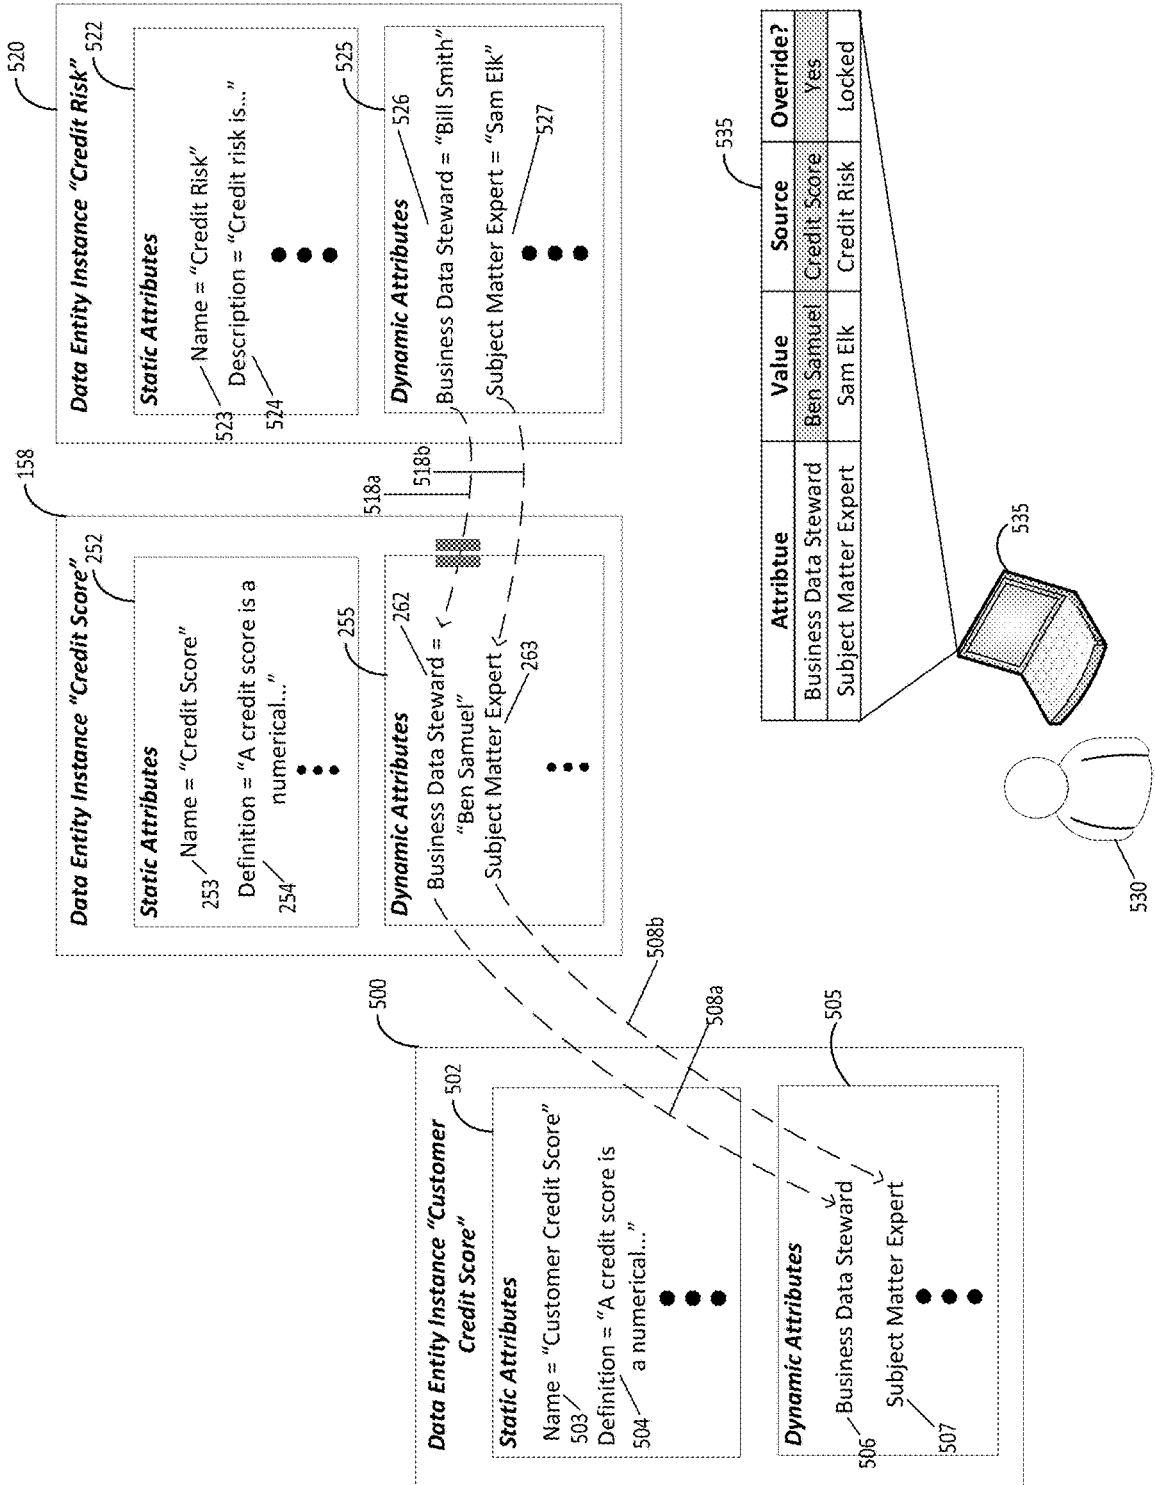 Data Entity Instance "Customer
Credit Score"
500
Static Attributes
502
Name = "Customer Credit Score"
503
Definition = "A credit score is
a numerical..."
504
Dynamic Attributes
505
Business Data Steward
506
Subject Matter Expert
507
508a
508b
Data Entity Instance "Credit Score"
158
Static Attributes
252
Name = "Credit Score"
253
Definition = "A credit score is a
numerical..."
254
Dynamic Attributes
255
Business Data Steward =
"Ben Samuel"
262
Subject Matter Expert
263
518a
518b
Data Entity Instance "Credit Risk"
520
Static Attributes
522
Name = "Credit Risk"
523
Description = "Credit risk is..."
524
Dynamic Attributes
525
Business Data Steward = "Bill Smith"
526
Subject Matter Expert = "Sam Elk"
527
530
535
535
Attribtue Value Source Override?
Business Data Steward Ben Samuel Credit Score Yes
Subject Matter Expert Sam Elk Credit Risk Locked